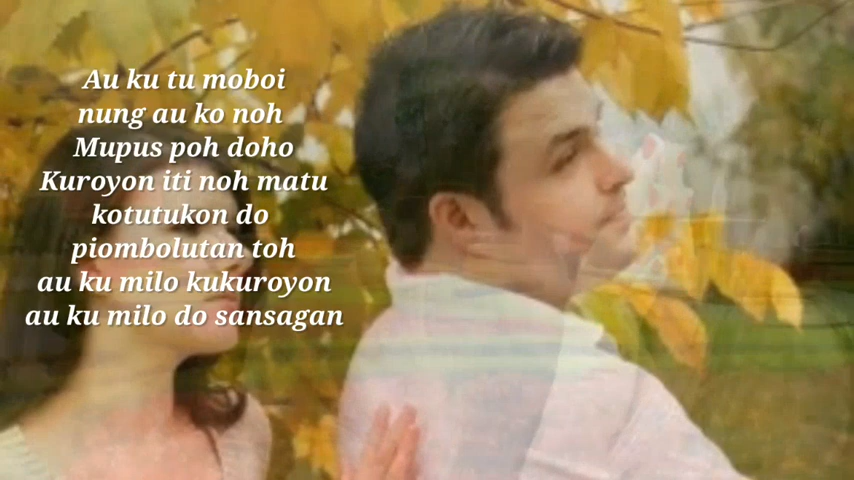 Au ku tu moboi
nung au ko noh
Mupus poh doho
Kuroyon iti noh matu
kotutukon do
piombolutan toh
au ku milo kukuroyon
au ku milo do sansagan